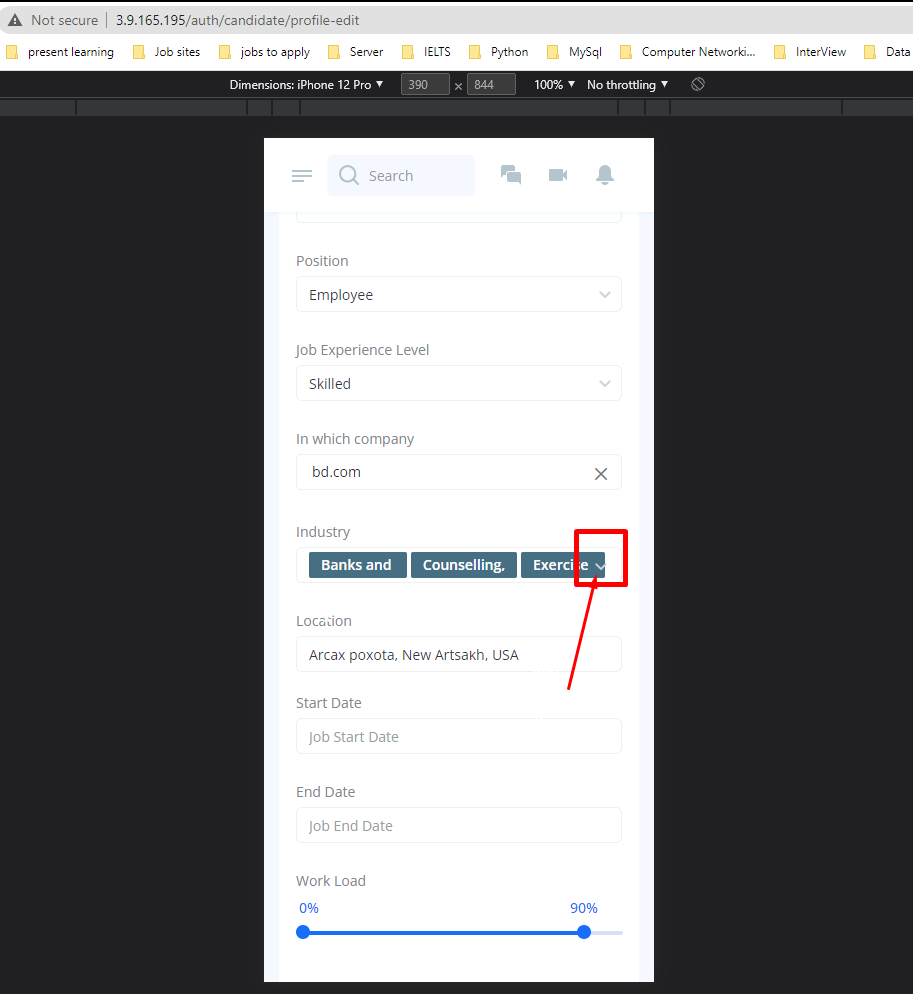 Not secure 3.9.165.195/auth/candidate/profile-edit
present learning Job sites jobs to apply Server IELTS Python MySql Computer Networki... InterView Data
Dimensions: iPhone 12 Pro ▼ 390 × 844 100% ▼ No throttling ▼
Search
Position
Employee
Job Experience Level
Skilled
In which company
bd.com
Industry
Banks and Counselling, Exercise
Location
Arcax poxota, New Artsakh, USA
Start Date
Job Start Date
End Date
Job End Date
Work Load
0% 90%